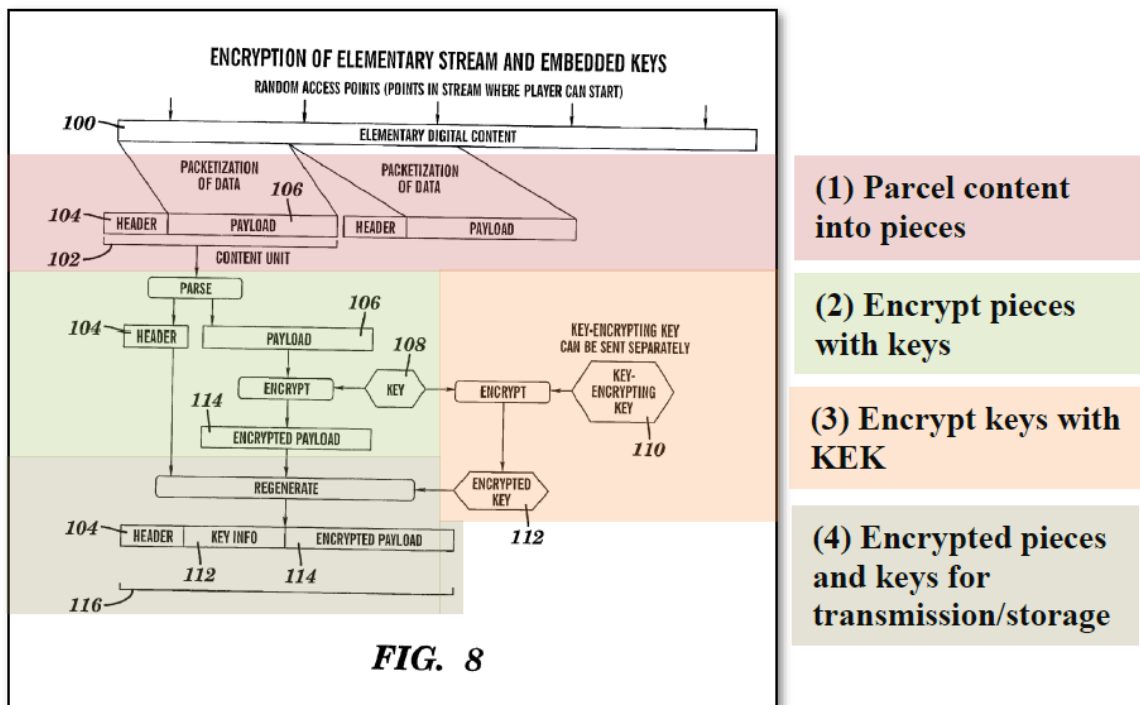 ENCRYPTION OF ELEMENTARY STREAM AND EMBEDDED KEYS
RANDOM ACCESS POINTS (POINTS IN STREAM WHERE PLAYER CAN START)
100
ELEMENTARY DIGITAL CONTENT
PACKETIZATION
OF DATA
106
PACKETIZATION
OF DATA
104
HEADER
PAYLOAD
HEADER
PAYLOAD
102
CONTENT UNIT
PARSE
106
104
HEADER
PAYLOAD
108
KEY-ENCRYPTING KEY
CAN BE SENT SEPARATELY
ENCRYPT
KEY
ENCRYPT
KEY-
ENCRYPTING
KEY
114
ENCRYPTED PAYLOAD
110
REGENERATE
ENCRYPTED
KEY
112
104
HEADER
KEY INFO
ENCRYPTED PAYLOAD
112
114
116
FIG. 8
(1) Parcel content
into pieces
(2) Encrypt pieces
with keys
(3) Encrypt keys with
KEK
(4) Encrypted pieces
and keys for
transmission/storage